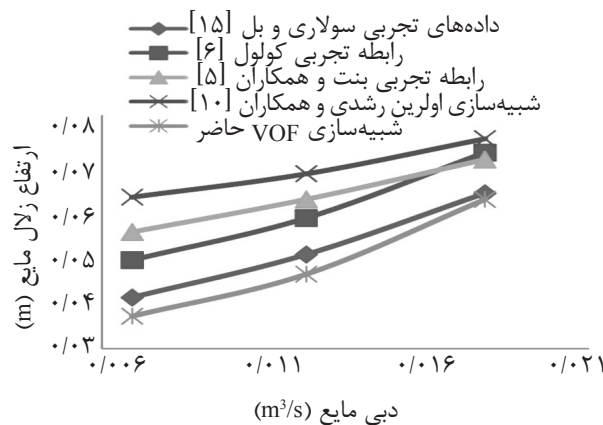 داده‌های تجربی سولاری و بل [۱۵]
رابطه تجربی کولول [۶]
رابطه تجربی بنت و همکاران [۵]
شبیه‌سازی اولرین رشدی و همکاران [۱۰]
شبیه‌سازی VOF حاضر
ارتفاع زلال مایع (m)
۰/۰۸
۰/۰۷
۰/۰۶
۰/۰۵
۰/۰۴
۰/۰۳
۰/۰۰۶ ۰/۰۱۱ ۰/۰۱۶ ۰/۰۲۱
دبی مایع (m³/s)